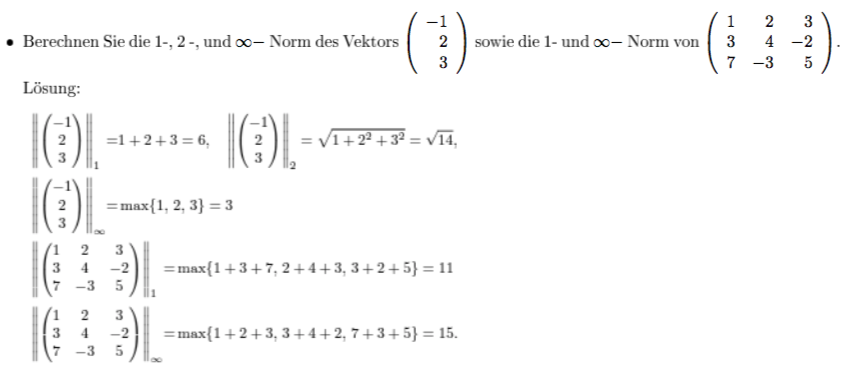 • Berechnen Sie die 1-, 2 -, und ∞− Norm des Vektors $\begin{pmatrix} -1 \\ 2 \\ 3 \end{pmatrix}$ sowie die 1- und ∞− Norm von $\begin{pmatrix} 1 & 2 & 3 \\ 3 & 4 & -2 \\ 7 & -3 & 5 \end{pmatrix}$.
Lösung:
$\left\| \begin{pmatrix} -1 \\ 2 \\ 3 \end{pmatrix} \right\|_1 = 1 + 2 + 3 = 6, \quad \left\| \begin{pmatrix} -1 \\ 2 \\ 3 \end{pmatrix} \right\|_2 = \sqrt{1 + 2^2 + 3^2} = \sqrt{14},$
$\left\| \begin{pmatrix} -1 \\ 2 \\ 3 \end{pmatrix} \right\|_\infty = \max\{1, 2, 3\} = 3$
$\left\| \begin{pmatrix} 1 & 2 & 3 \\ 3 & 4 & -2 \\ 7 & -3 & 5 \end{pmatrix} \right\|_1 = \max\{1 + 3 + 7, 2 + 4 + 3, 3 + 2 + 5\} = 11$
$\left\| \begin{pmatrix} 1 & 2 & 3 \\ 3 & 4 & -2 \\ 7 & -3 & 5 \end{pmatrix} \right\|_\infty = \max\{1 + 2 + 3, 3 + 4 + 2, 7 + 3 + 5\} = 15.$